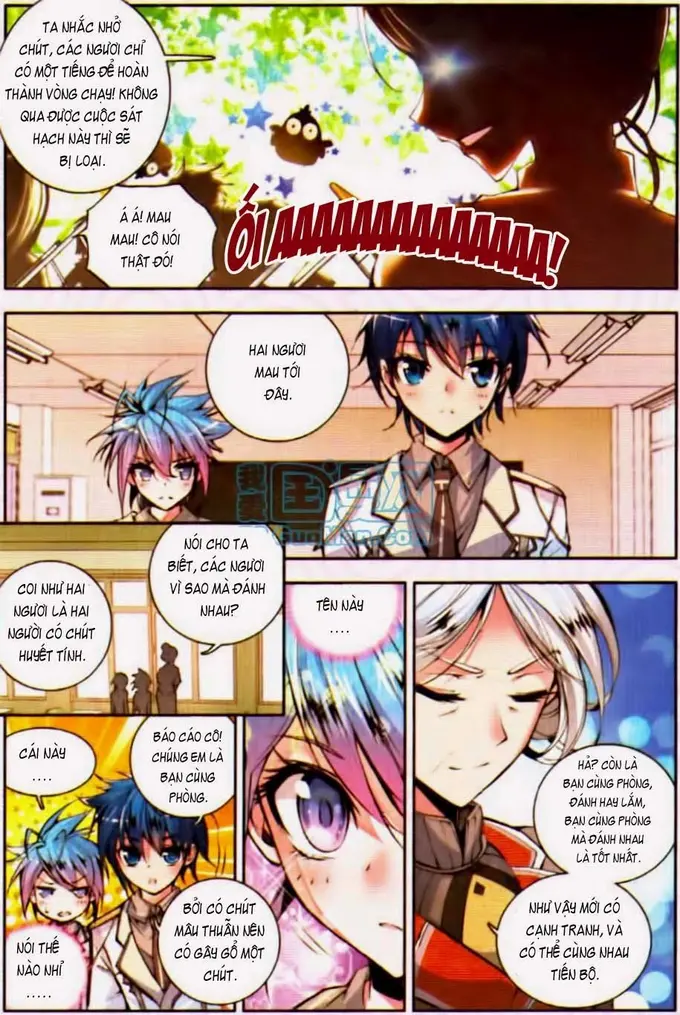 TA NHẮC NHỞ
CHÚT, CÁC NGƯƠI CHỈ
CÓ MỘT TIẾNG ĐỂ HOÀN
THÀNH VÒNG CHẠY! KHÔNG
QUA ĐƯỢC CUỘC SÁT
HẠCH NÀY THÌ SẼ
BỊ LOẠI.
Á Á! MAU
MAU! CÔ NÓI
THẬT ĐÓ!
ỐI AAAAAAAAAAAAAA!
HAI NGƯƠI
MAU TỚI
ĐÂY.
NÓI CHO TA
BIẾT, CÁC NGƯƠI
VÌ SAO MÀ ĐÁNH
NHAU?
COI NHƯ HAI
NGƯƠI LÀ HAI
NGƯỜI CÓ CHÚT
HUYẾT TÍNH.
TÊN NÀY
....
CÁI NÀY
....
BÁO CÁO CÔ!
CHÚNG EM LÀ
BẠN CÙNG
PHÒNG.
BỞI CÓ CHÚT
MÂU THUẪN NÊN
CÓ GÂY GỔ MỘT
CHÚT.
NÓI THẾ
NÀO NHỈ
.....
HẢ? CÒN LÀ
BẠN CÙNG PHÒNG,
ĐÁNH HAY LẮM,
BẠN CÙNG PHÒNG
MÀ ĐÁNH NHAU
LÀ TỐT NHẤT.
NHƯ VẬY MỚI CÓ
CẠNH TRANH, VÀ
CÓ THỂ CÙNG NHAU
TIẾN BỘ.